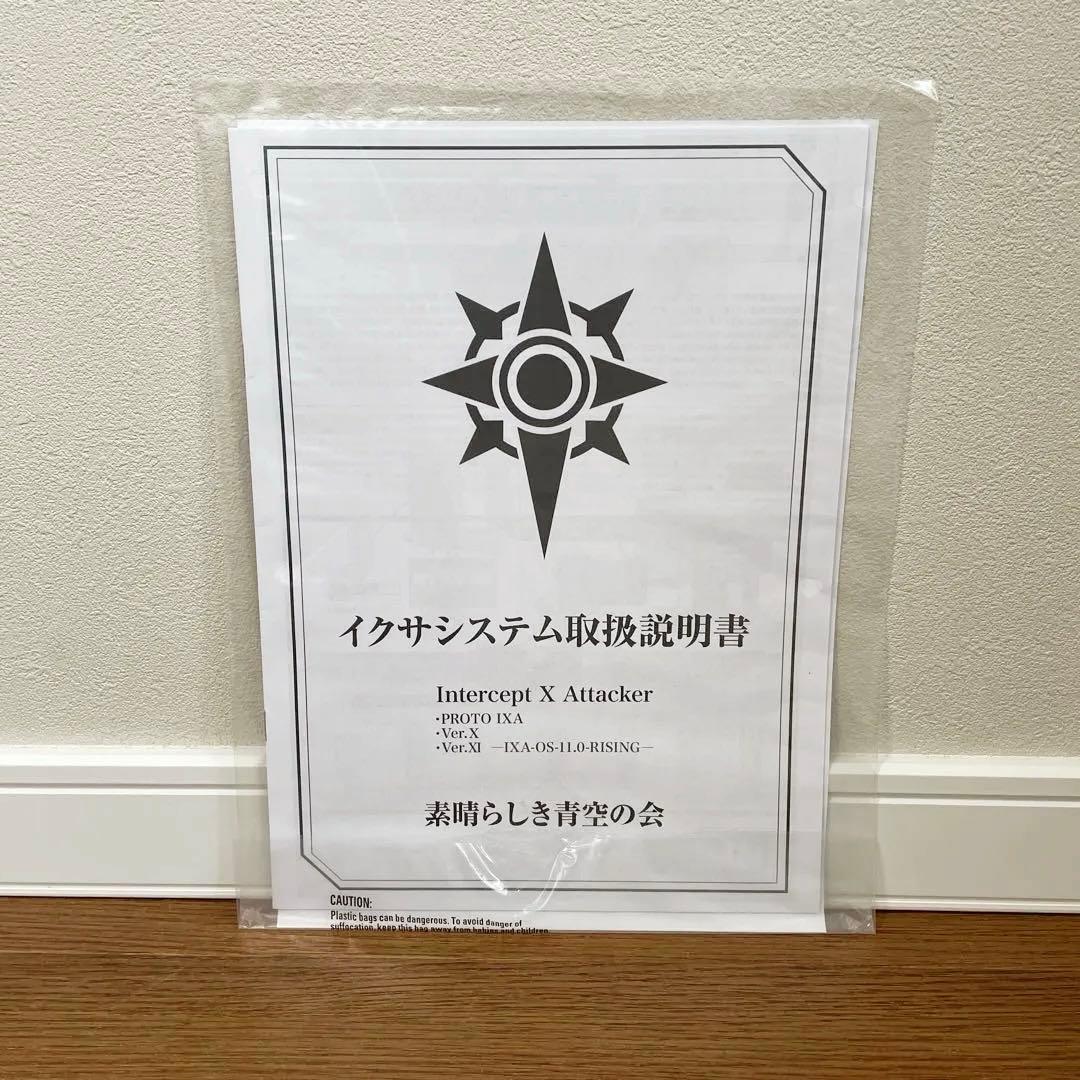 イクサシステム取扱説明書
Intercept X Attacker
・PROTO IXA
・Ver.X
・Ver.XI —IXA-OS-11.0-RISING—
素晴らしき青空の会
CAUTION:
Plastic bags can be dangerous. To avoid danger of
suffocation, keep this bag away from babies and children.